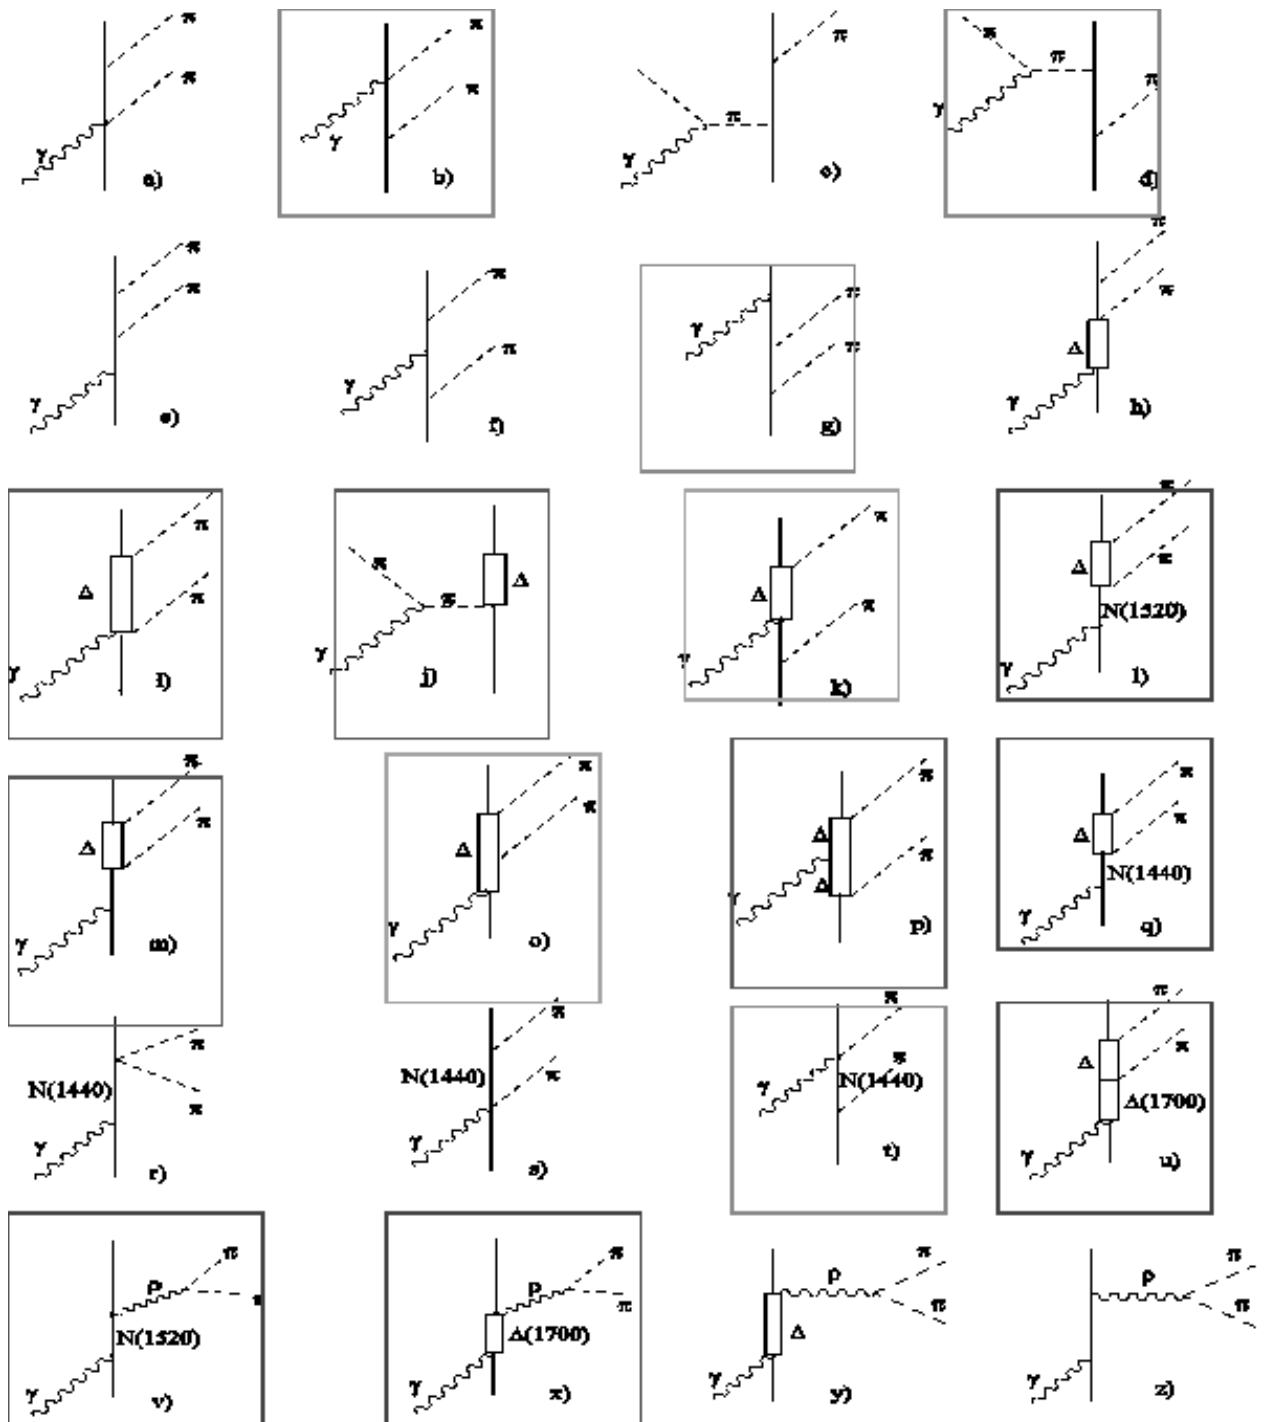 π π π π
π π π π
γ γ π γ γ
a) b) c) d)
π π π π
π π π π
γ γ γ Δ
γ
e) f) g) h)
π π π π
Δ π π Δ Δ π Δ π
N(1520)
γ γ γ γ
i) j) k) l)
π π π π
Δ π Δ π Δ π Δ π
Δ N(1440)
γ γ γ γ
m) o) p) q)
π π π π
N(1440) N(1440) π N(1440) π Δ π
π γ Δ(1700)
γ γ γ
r) s) t) u)
π π π π
ρ π ρ π ρ π ρ π
N(1520) Δ(1700) Δ
γ γ γ γ
v) x) y) z)